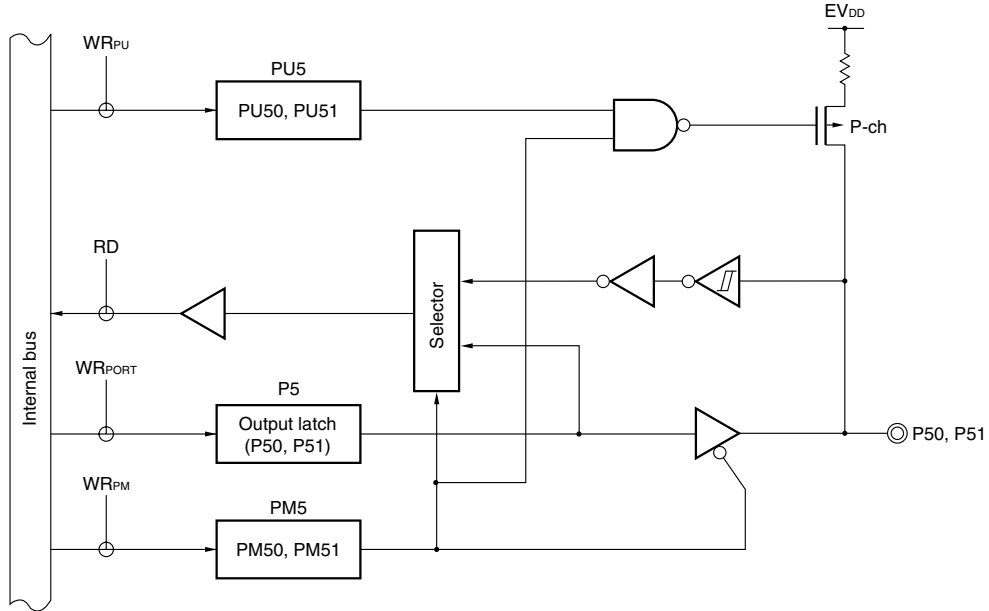 EVDD
WRPU
PU5
PU50, PU51
P-ch
RD
Selector
Internal bus
WRPORT
P5
Output latch
(P50, P51)
P50, P51
WRPM
PM5
PM50, PM51